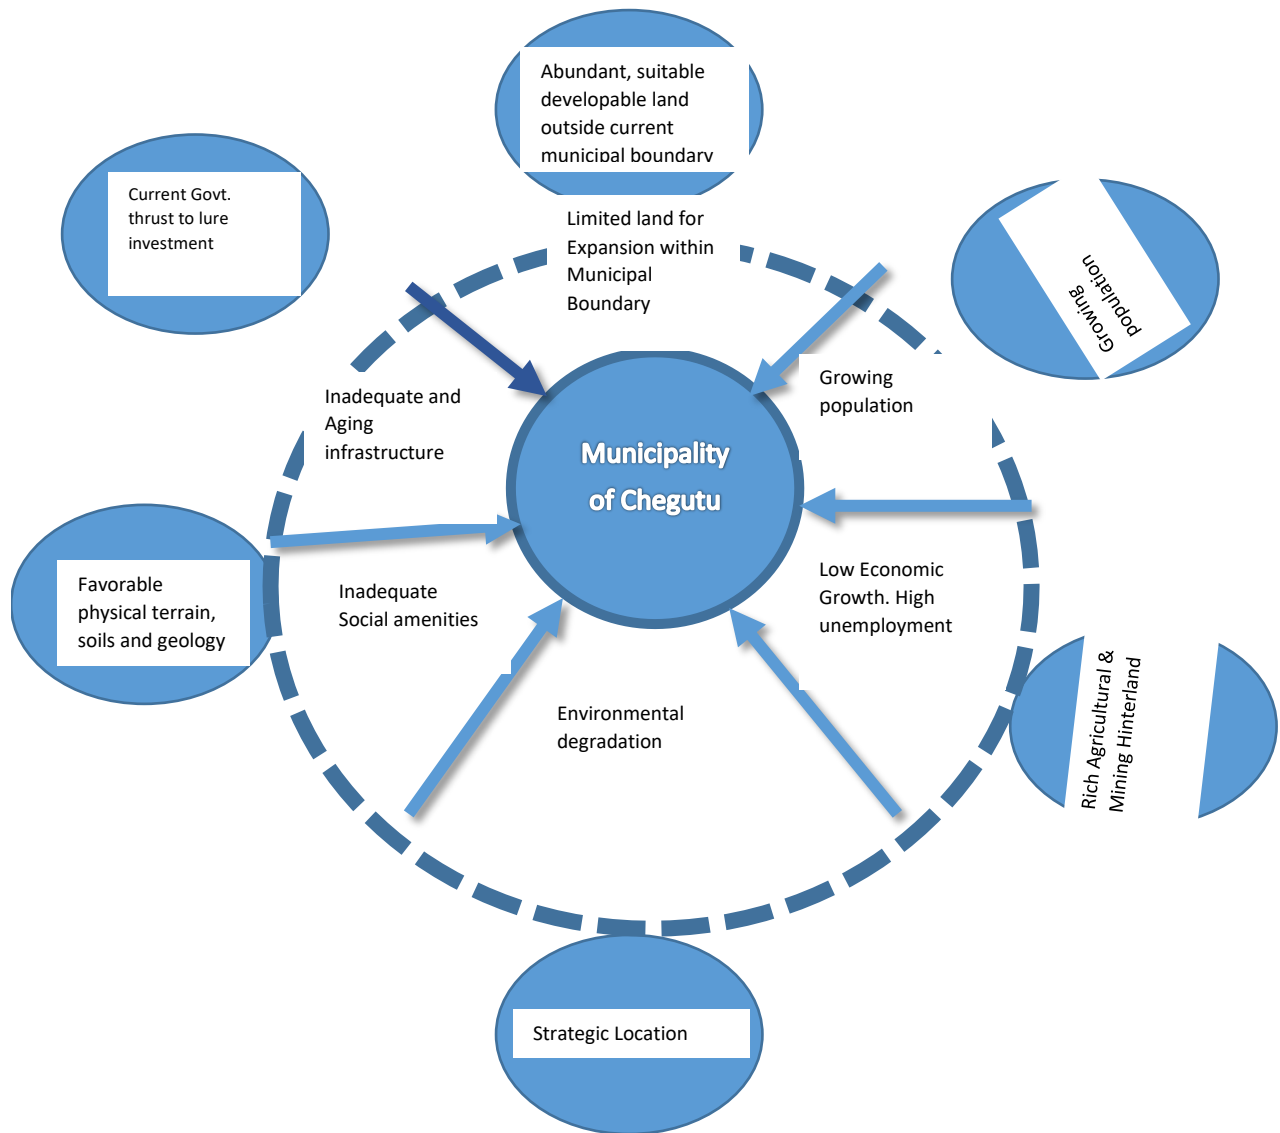 Abundant, suitable
developable land
outside current
municipal boundary
Current Govt.
thrust to lure
investment
Limited land for
Expansion within
Municipal
Boundary
Growing
population
Inadequate and
Aging
infrastructure
Growing
population
Municipality
of Chegutu
Favorable
physical terrain,
soils and geology
Inadequate
Social amenities
Low Economic
Growth. High
unemployment
Rich Agricultural &
Mining Hinterland
Environmental
degradation
Strategic Location